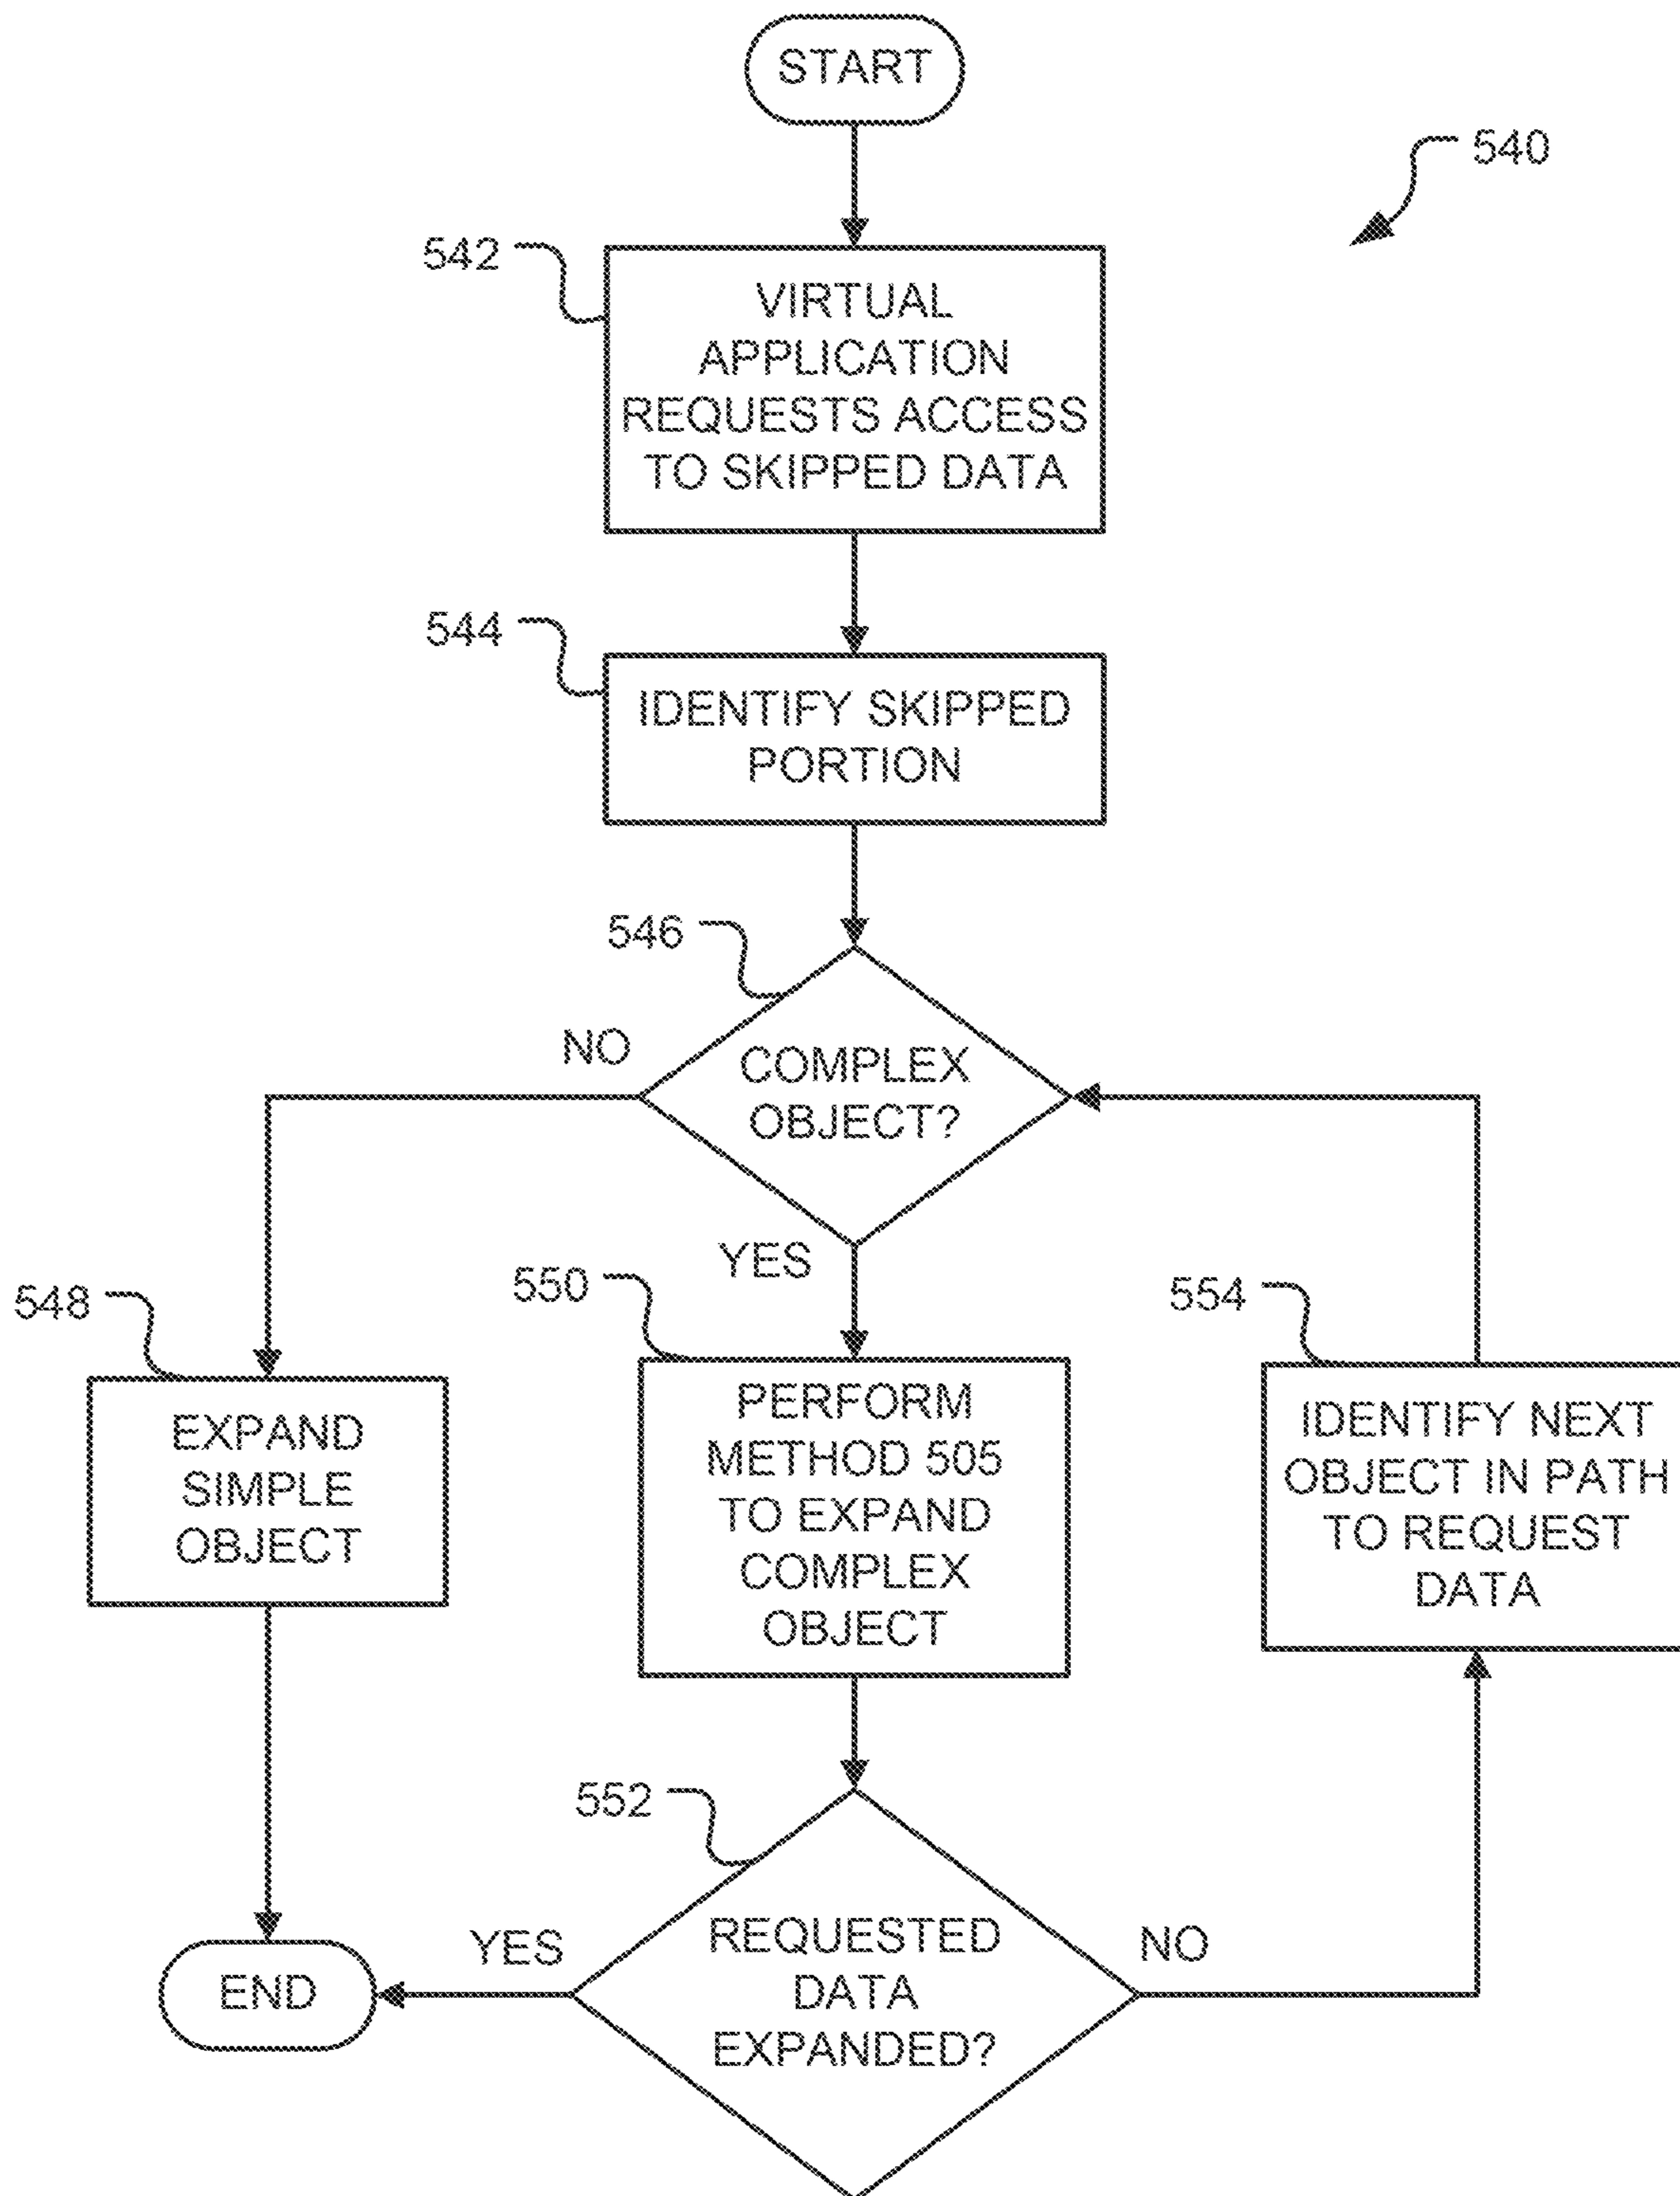 START
540
542
VIRTUAL
APPLICATION
REQUESTS ACCESS
TO SKIPPED DATA
544
IDENTIFY SKIPPED
PORTION
546
NO
COMPLEX
OBJECT?
YES
548
EXPAND
SIMPLE
OBJECT
550
PERFORM
METHOD 505
TO EXPAND
COMPLEX
OBJECT
554
IDENTIFY NEXT
OBJECT IN PATH
TO REQUEST
DATA
552
REQUESTED
DATA
EXPANDED?
YES
NO
END